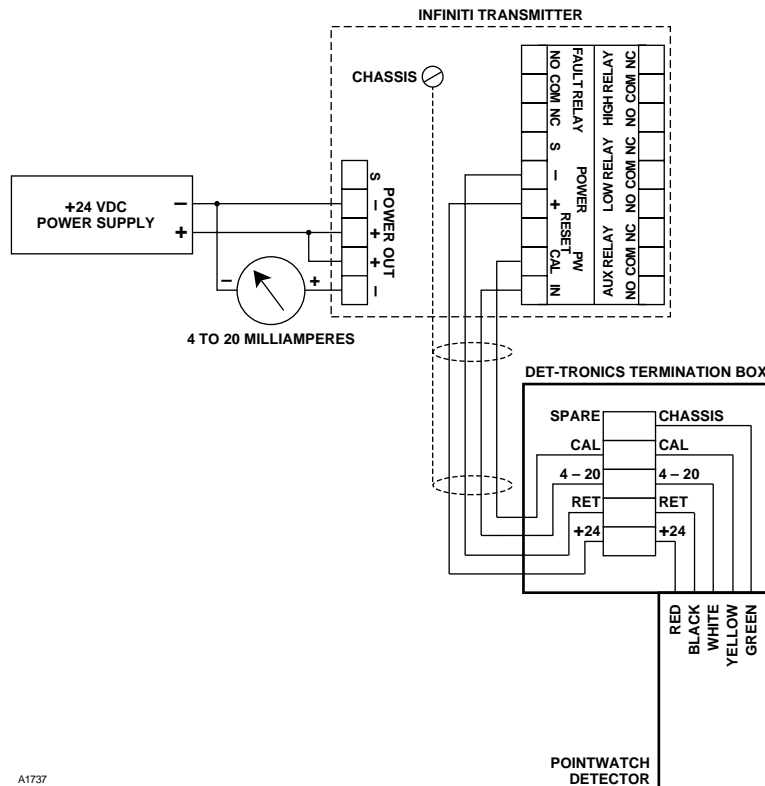 INFINITI TRANSMITTER
CHASSIS
NO COM NC
FAULT RELAY
S
–
+
POWER
RESET
PW
CAL
IN
HIGH RELAY
NO COM NC
LOW RELAY
NO COM NC
AUX RELAY
NO COM NC
+24 VDC
POWER SUPPLY
–
+
S
–
+
+
–
POWER OUT
–
+
4 TO 20 MILLIAMPERES
DET-TRONICS TERMINATION BOX
SPARE
CHASSIS
CAL
CAL
4 – 20
4 – 20
RET
RET
+24
+24
RED
BLACK
WHITE
YELLOW
GREEN
POINTWATCH
DETECTOR
A1737